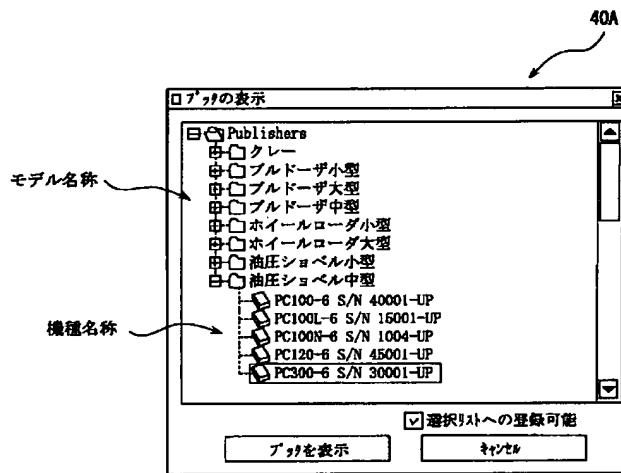 40A
ブックの表示
Publishers
クレー
ブルドーザ小型
ブルドーザ大型
ブルドーザ中型
ホイールローダ小型
ホイールローダ大型
油圧ショベル小型
油圧ショベル中型
PC100-6 S/N 40001-UP
PC100L-6 S/N 15001-UP
PC100N-6 S/N 1004-UP
PC120-6 S/N 45001-UP
PC300-6 S/N 30001-UP
モデル名称
機種名称
選択リストへの登録可能
ブックを表示
キャンセル